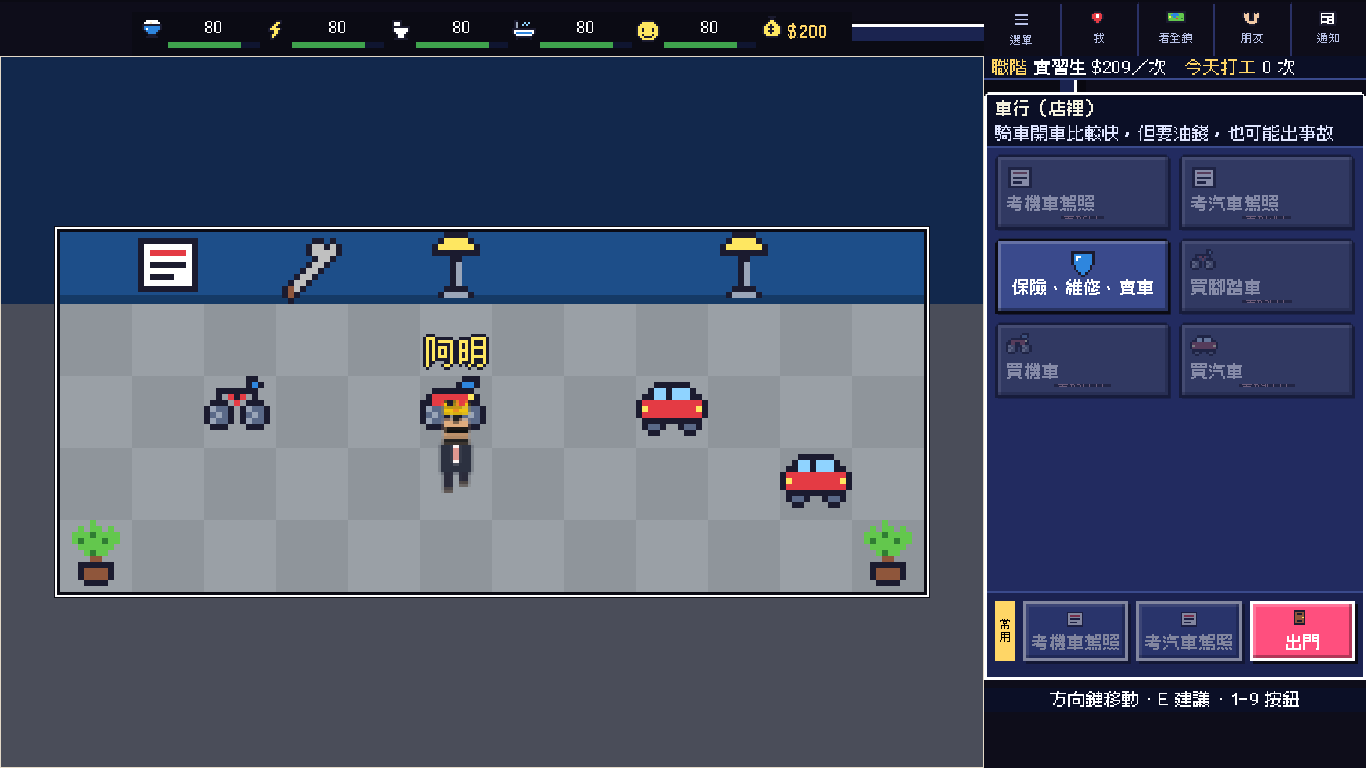 80 80 80 80 80 $200
選單 我 看全鎮 朋友 通知
職階 實習生 $209／次 今天打工 0 次
車行（店裡）
騎車開車比較快，但要油錢，也可能出事故
考機車駕照 考汽車駕照
保險、維修、賣車 買腳踏車
買機車 買汽車
阿明
常用 考機車駕照 考汽車駕照 出門
方向鍵移動 · E 建議 · 1-9 按鈕